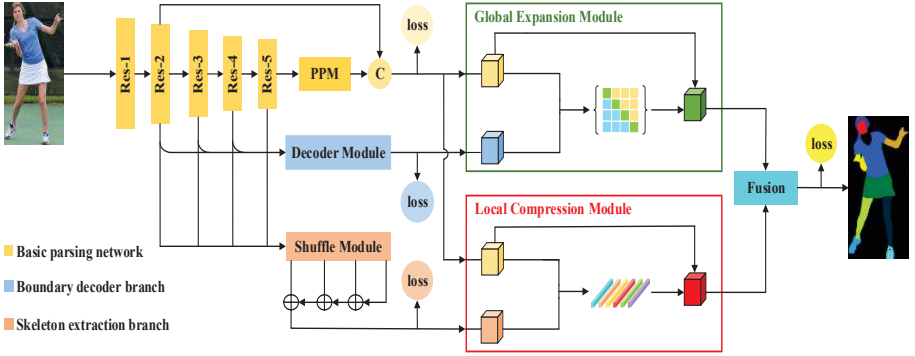 loss
Global Expansion Module
Res-1
Res-2
Res-3
Res-4
Res-5
PPM
C
Decoder Module
loss
loss
Fusion
Local Compression Module
Basic parsing network
Shuffle Module
loss
Boundary decoder branch
Skeleton extraction branch